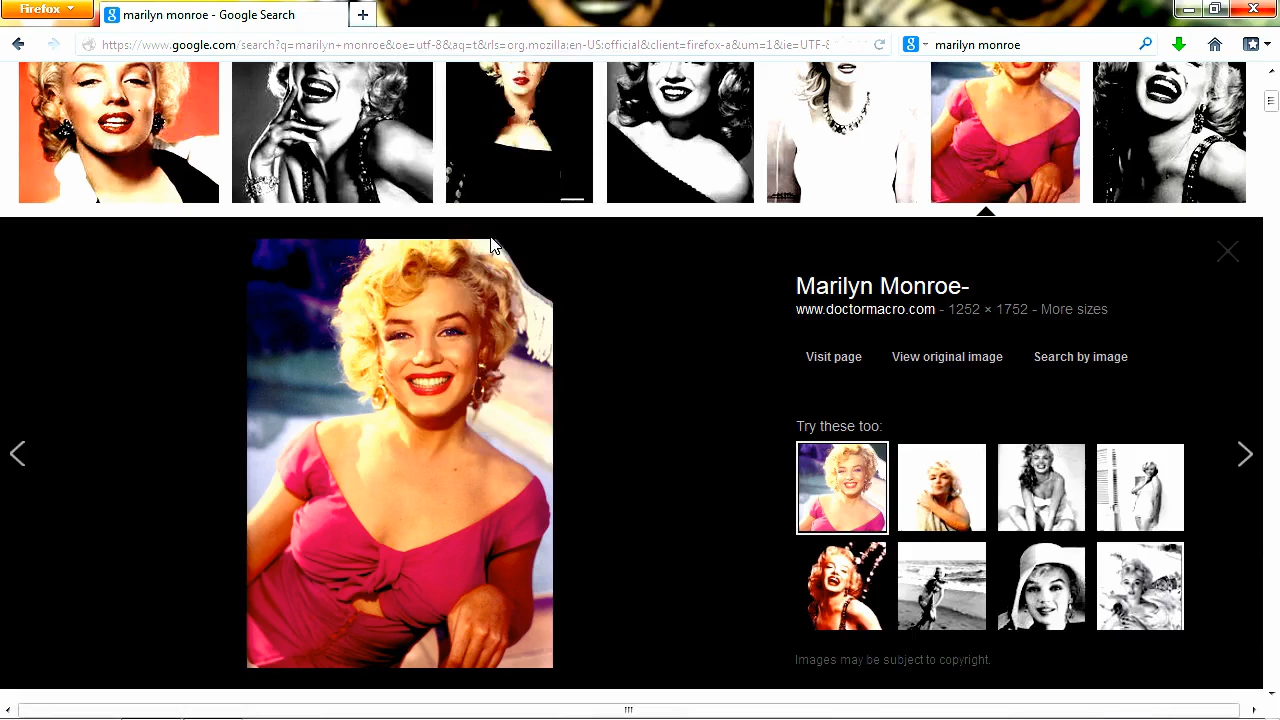 Firefox
marilyn monroe - Google Search
https://www.google.com/search?q=marilyn+monroe&oe=utf-8&aq=t&rls=org.mozilla:en-US:official&client=firefox-a&um=1&ie=UTF-8
marilyn monroe
Marilyn Monroe-
www.doctormacro.com - 1252 × 1752 - More sizes
Visit page View original image Search by image
Try these too:
Images may be subject to copyright.